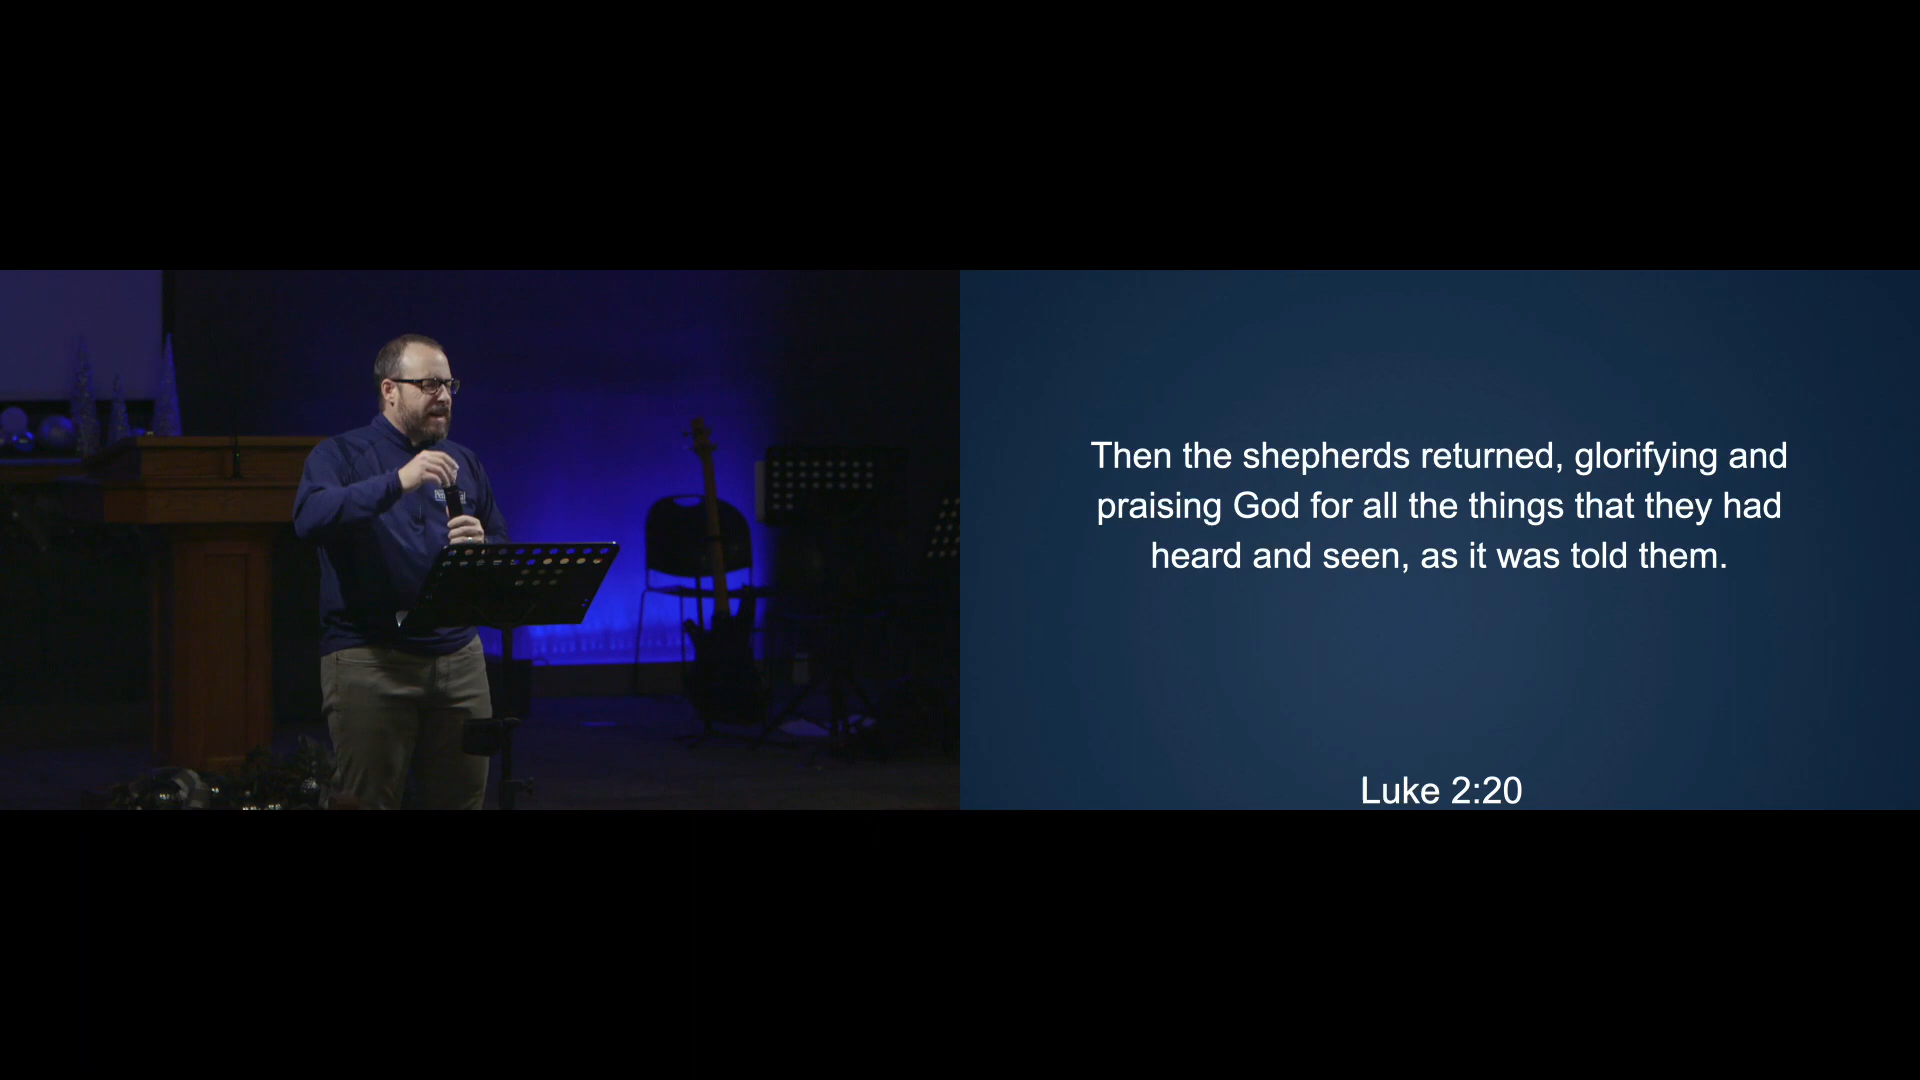 Then the shepherds returned, glorifying and
praising God for all the things that they had
heard and seen, as it was told them.
Luke 2:20